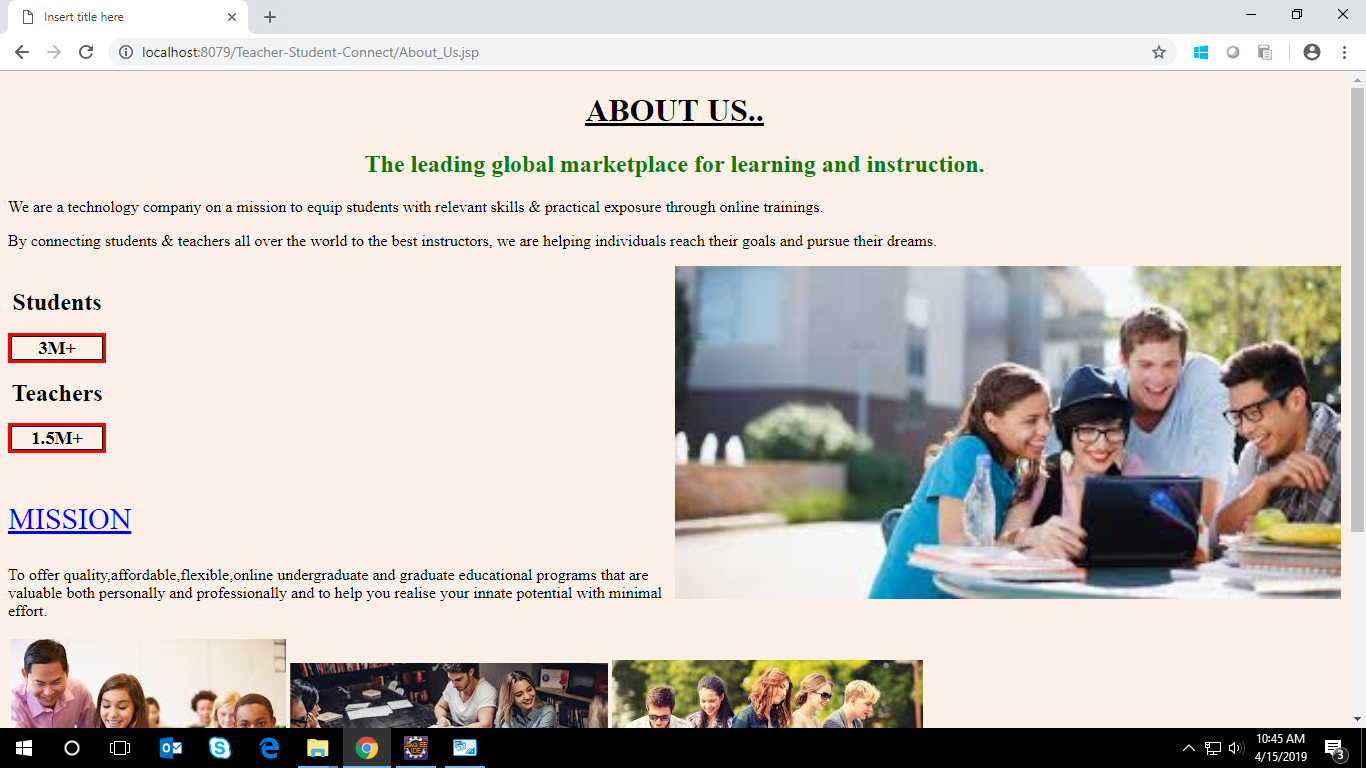 Insert title here
localhost:8079/Teacher-Student-Connect/About_Us.jsp
ABOUT US..
The leading global marketplace for learning and instruction.
We are a technology company on a mission to equip students with relevant skills & practical exposure through online trainings.
By connecting students & teachers all over the world to the best instructors, we are helping individuals reach their goals and pursue their dreams.
Students
3M+
Teachers
1.5M+
MISSION
To offer quality,affordable,flexible,online undergraduate and graduate educational programs that are
valuable both personally and professionally and to help you realise your innate potential with minimal
effort.
10:45 AM
4/15/2019
3